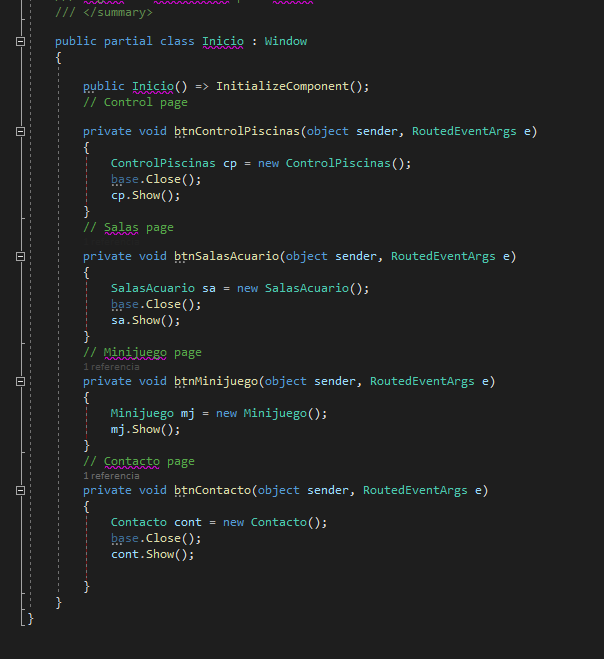 /// </summary>
public partial class Inicio : Window
{
public Inicio() => InitializeComponent();
// Control page
private void btnControlPiscinas(object sender, RoutedEventArgs e)
{
ControlPiscinas cp = new ControlPiscinas();
base.Close();
cp.Show();
}
// Salas page
private void btnSalasAcuario(object sender, RoutedEventArgs e)
{
SalasAcuario sa = new SalasAcuario();
base.Close();
sa.Show();
}
// Minijuego page
1 referencia
private void btnMinijuego(object sender, RoutedEventArgs e)
{
Minijuego mj = new Minijuego();
mj.Show();
}
// Contacto page
1 referencia
private void btnContacto(object sender, RoutedEventArgs e)
{
Contacto cont = new Contacto();
base.Close();
cont.Show();
}
}
}